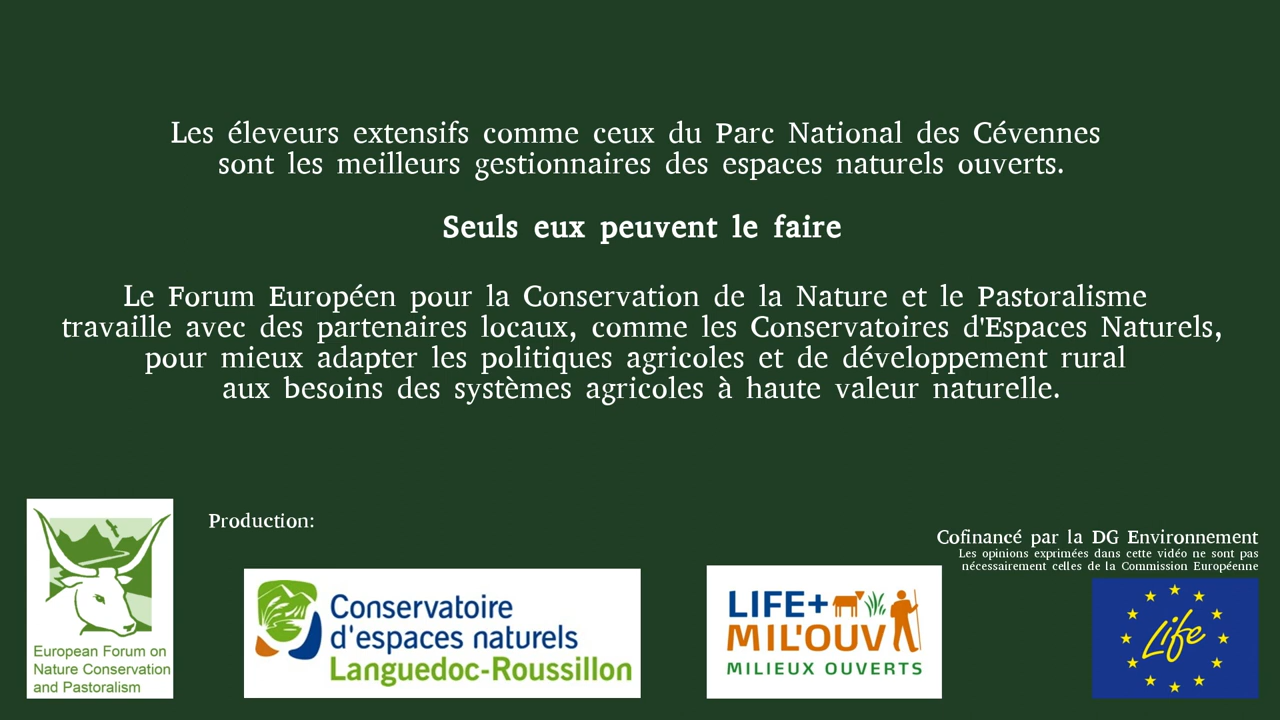 Les éleveurs extensifs comme ceux du Parc National des Cévennes
sont les meilleurs gestionnaires des espaces naturels ouverts.
Seuls eux peuvent le faire
Le Forum Européen pour la Conservation de la Nature et le Pastoralisme
travaille avec des partenaires locaux, comme les Conservatoires d'Espaces Naturels,
pour mieux adapter les politiques agricoles et de développement rural
aux besoins des systèmes agricoles à haute valeur naturelle.
European Forum on
Nature Conservation
and Pastoralism
Production:
Conservatoire
d'espaces naturels
Languedoc-Roussillon
LIFE+
MIL'OUV
MILIEUX OUVERTS
Cofinancé par la DG Environnement
Les opinions exprimées dans cette vidéo ne sont pas
nécessairement celles de la Commission Européenne
Life